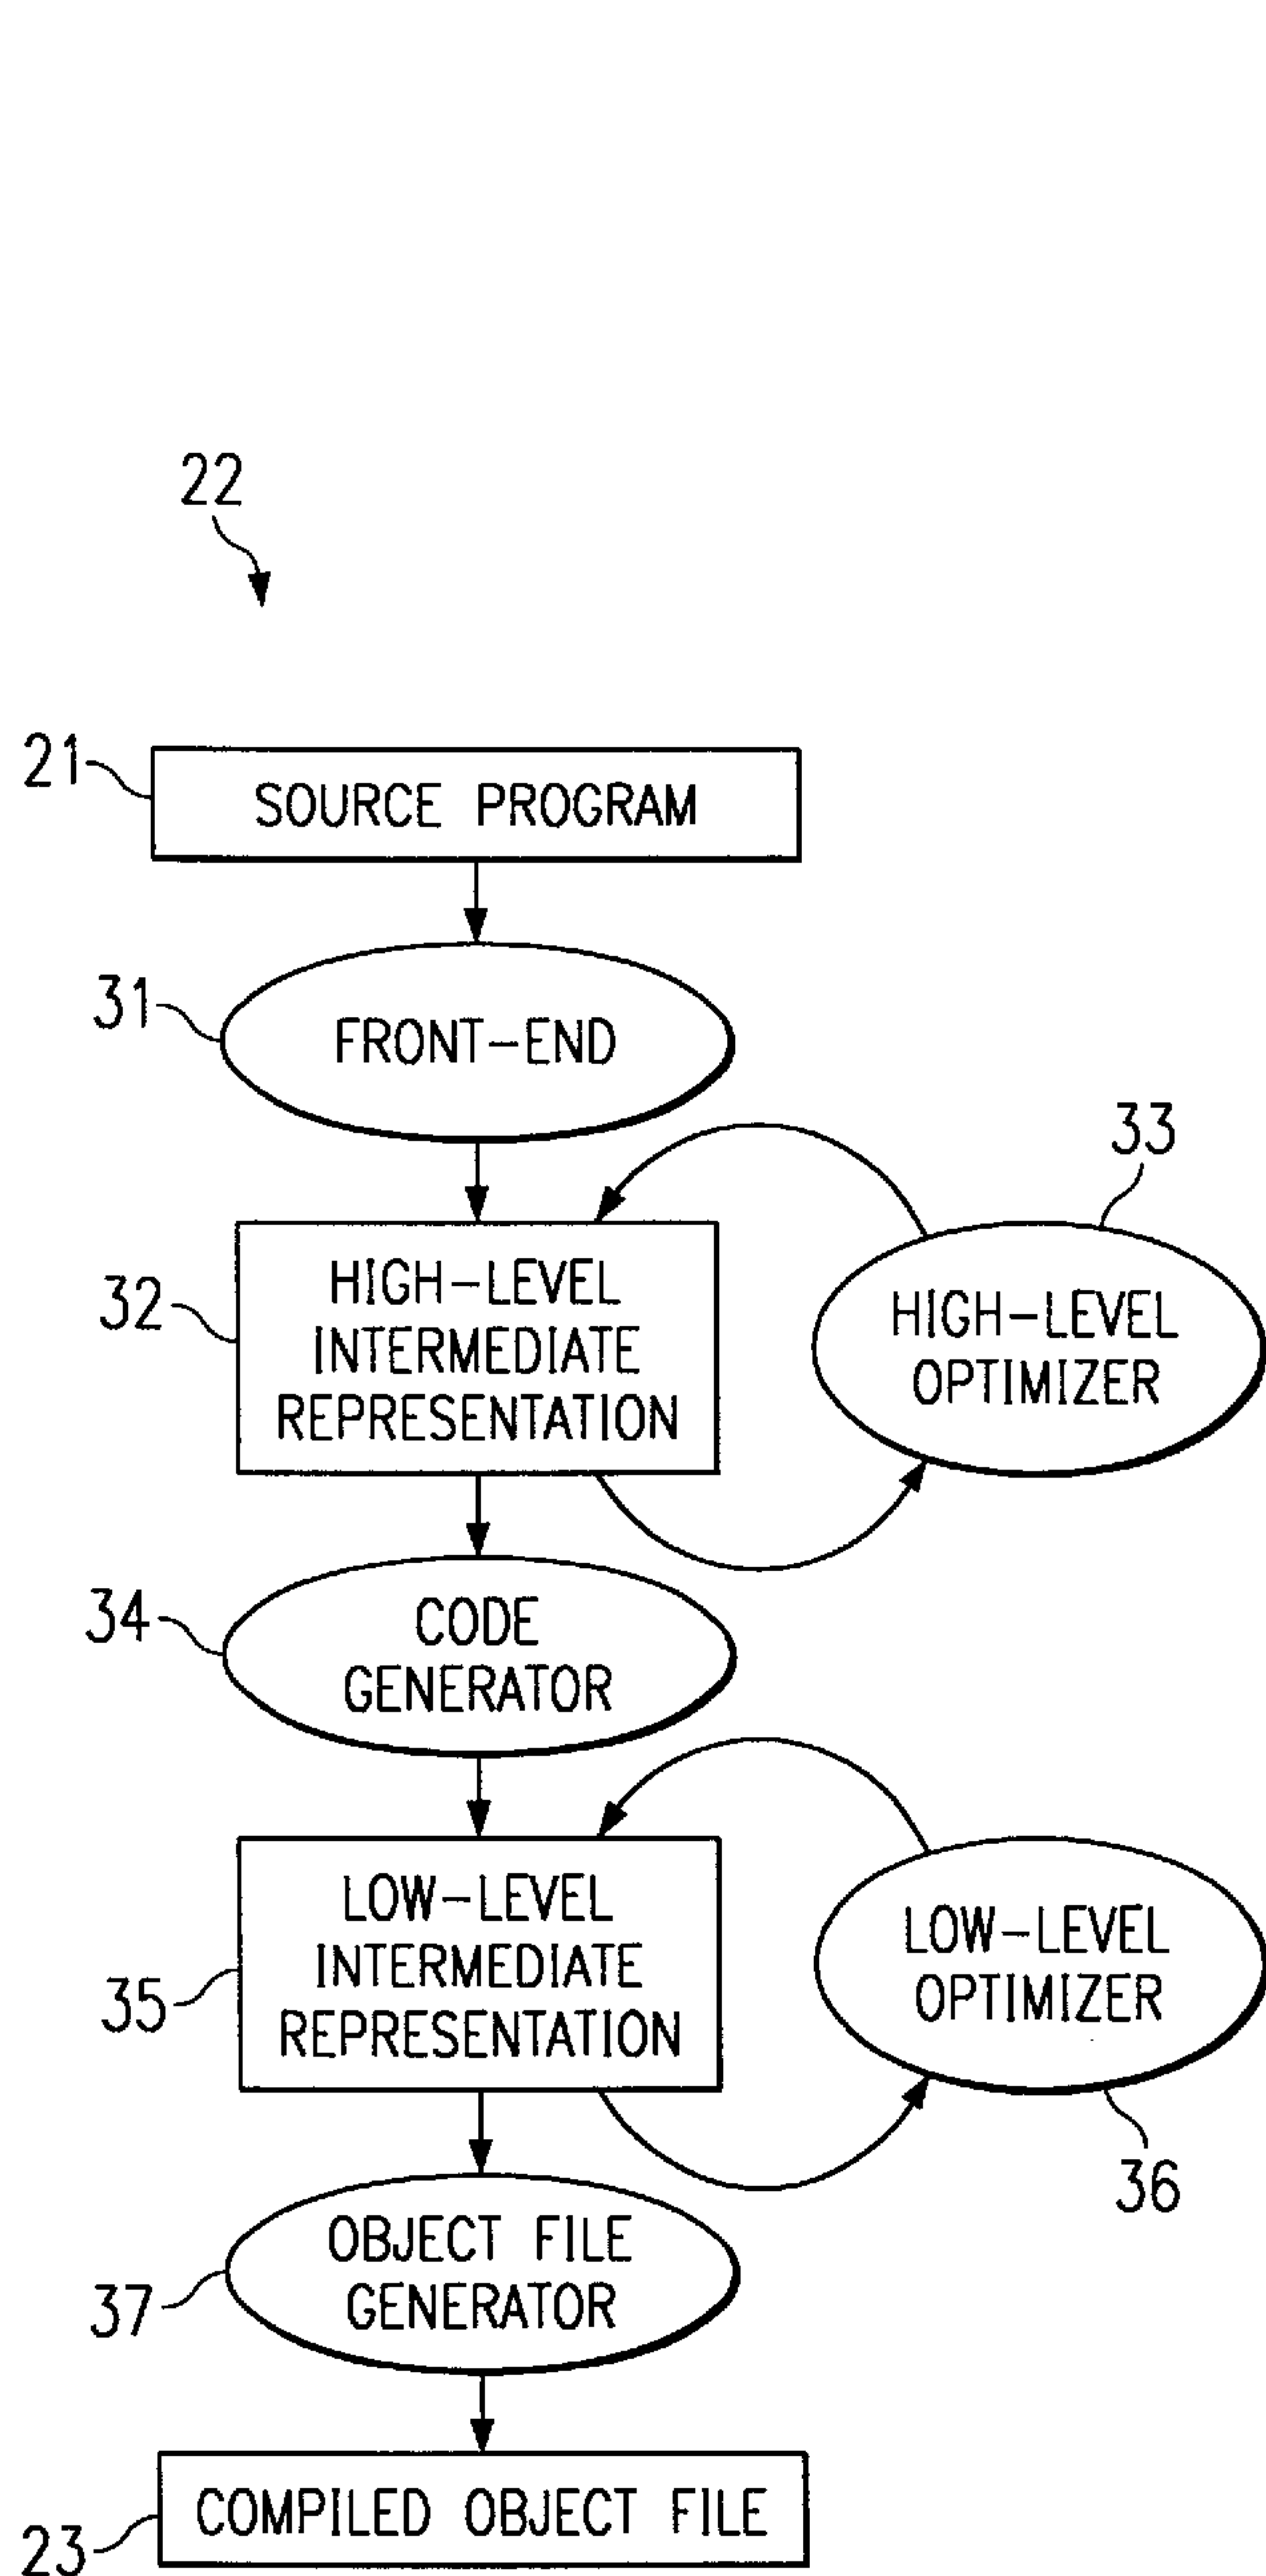 22
21
SOURCE PROGRAM
31
FRONT-END
33
32
HIGH-LEVEL
INTERMEDIATE
REPRESENTATION
HIGH-LEVEL
OPTIMIZER
34
CODE
GENERATOR
35
LOW-LEVEL
INTERMEDIATE
REPRESENTATION
LOW-LEVEL
OPTIMIZER
36
37
OBJECT FILE
GENERATOR
23
COMPILED OBJECT FILE